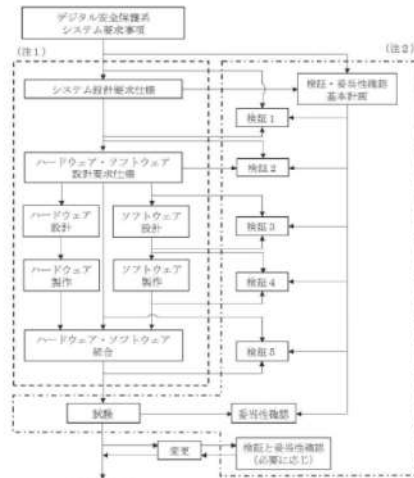 デジタル安全保護系
システム要求事項
(注1)
(注2)
システム設計要求仕様
検証・妥当性確認
基本計画
検証1
ハードウェア・ソフトウェア
設計要求仕様
検証2
ハードウェア
設計
ソフトウェア
設計
検証3
ハードウェア
製作
ソフトウェア
製作
検証4
ハードウェア・ソフトウェア
統合
検証5
試験
妥当性確認
変更
検証と妥当性確認
(必要に応じ)